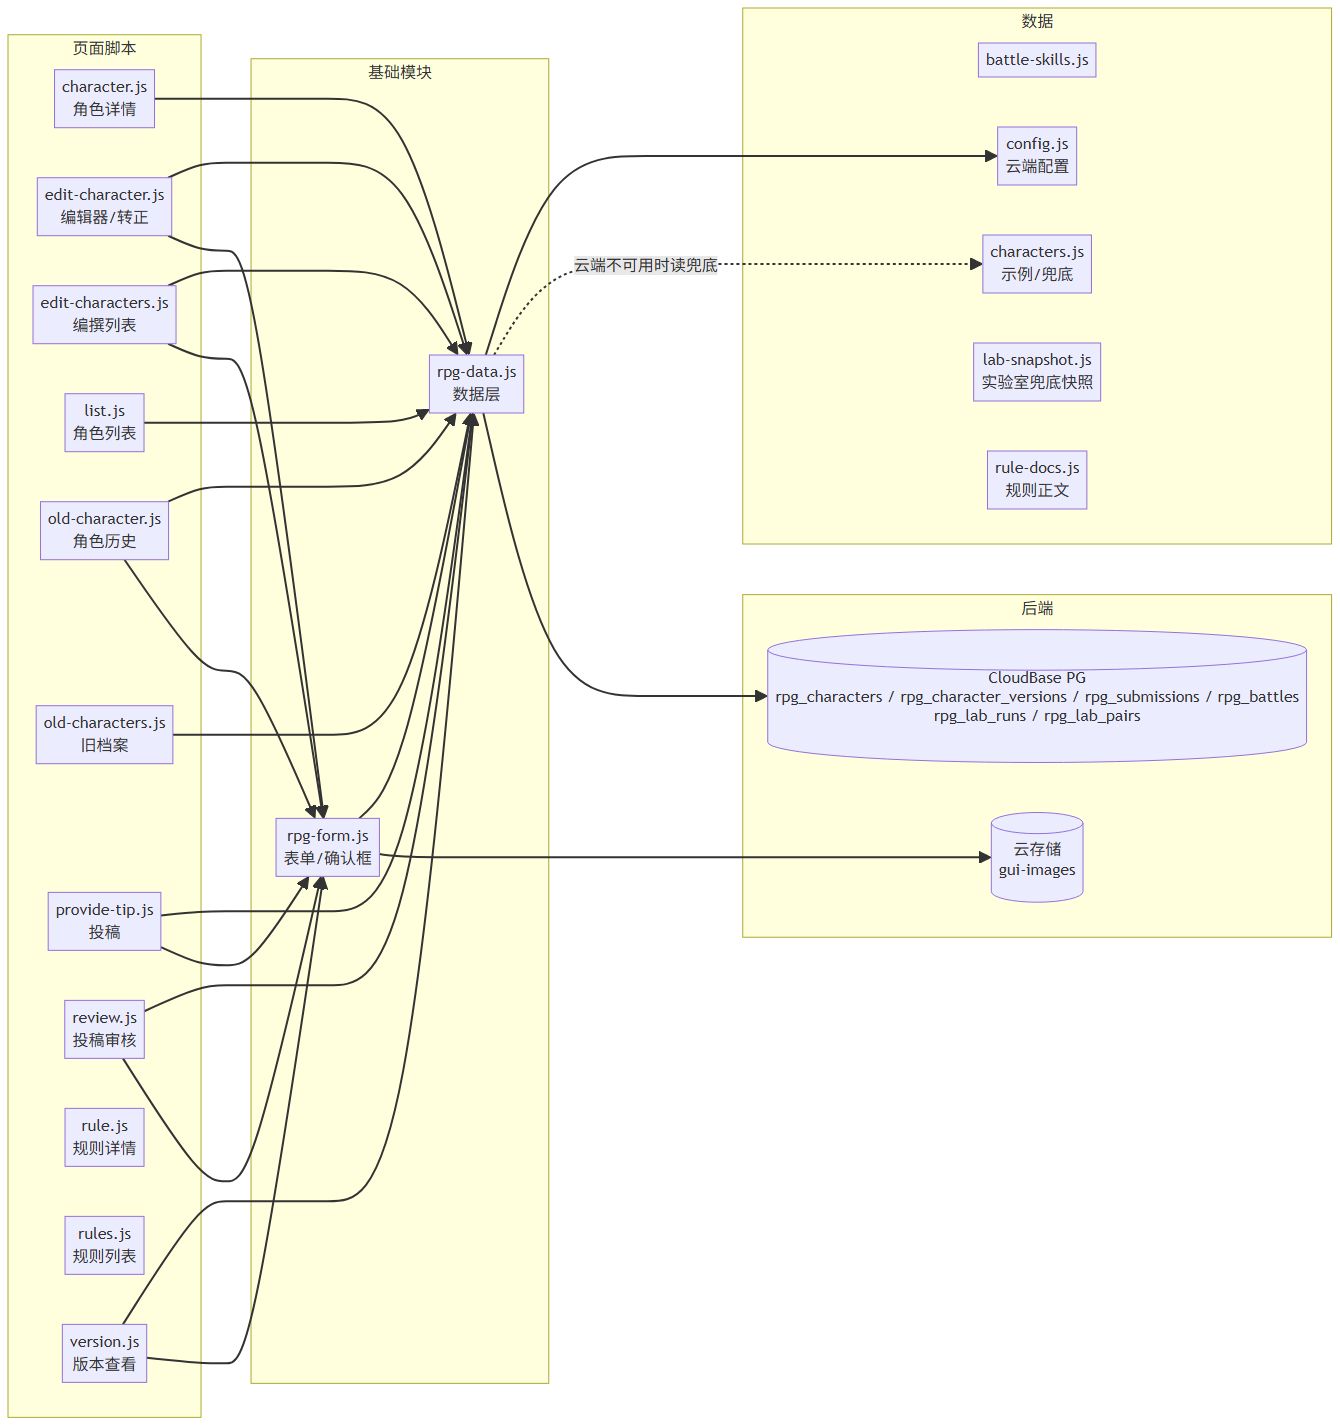 页面脚本
character.js
角色详情
edit-character.js
编辑器/转正
edit-characters.js
编撰列表
list.js
角色列表
old-character.js
角色历史
old-characters.js
旧档案
provide-tip.js
投稿
review.js
投稿审核
rule.js
规则详情
rules.js
规则列表
version.js
版本查看
基础模块
rpg-data.js
数据层
rpg-form.js
表单/确认框
云端不可用时读兜底
数据
battle-skills.js
config.js
云端配置
characters.js
示例/兜底
lab-snapshot.js
实验室兜底快照
rule-docs.js
规则正文
后端
CloudBase PG
rpg_characters / rpg_character_versions / rpg_submissions / rpg_battles
rpg_lab_runs / rpg_lab_pairs
云存储
gui-images